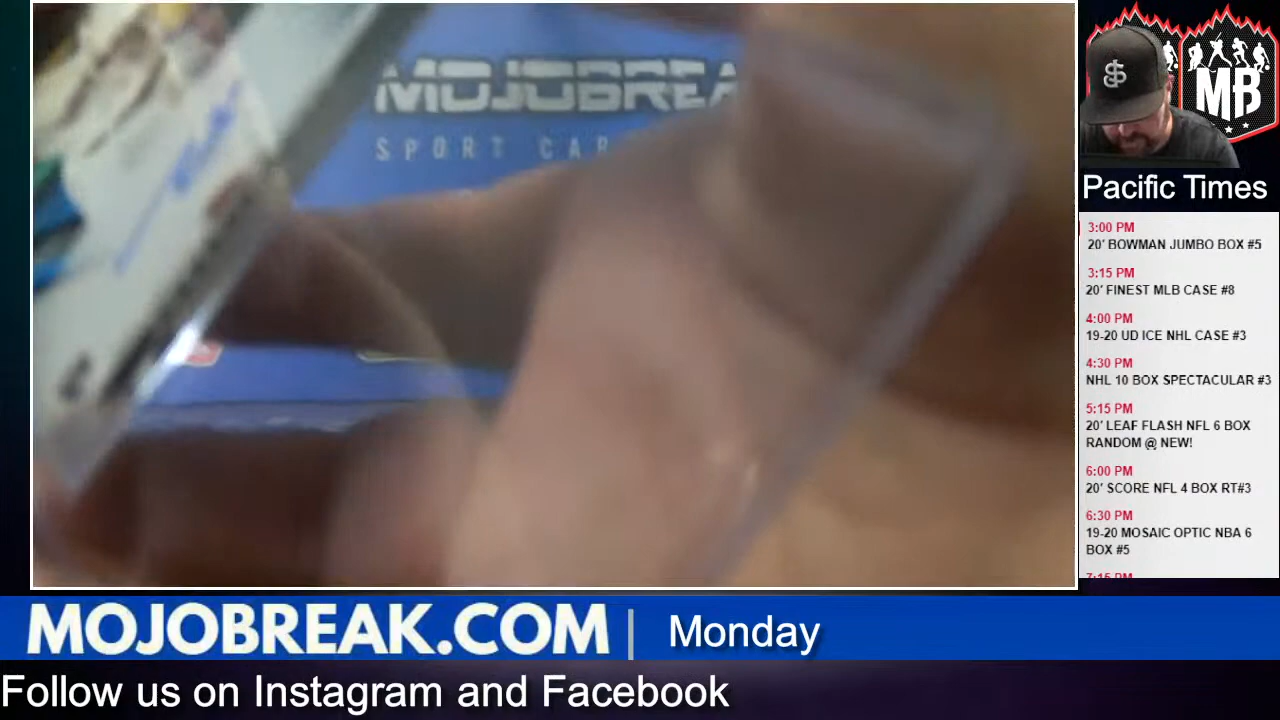 MOJOBREA
SPORT CAR
MB
Pacific Times
3:00 PM
20' BOWMAN JUMBO BOX #5
3:15 PM
20' FINEST MLB CASE #8
4:00 PM
19-20 UD ICE NHL CASE #3
4:30 PM
NHL 10 BOX SPECTACULAR #3
5:15 PM
20' LEAF FLASH NFL 6 BOX
RANDOM @ NEW!
6:00 PM
20' SCORE NFL 4 BOX RT#3
6:30 PM
19-20 MOSAIC OPTIC NBA 6
BOX #5
7:15 PM
MOJOBREAK.COM | Monday
Follow us on Instagram and Facebook